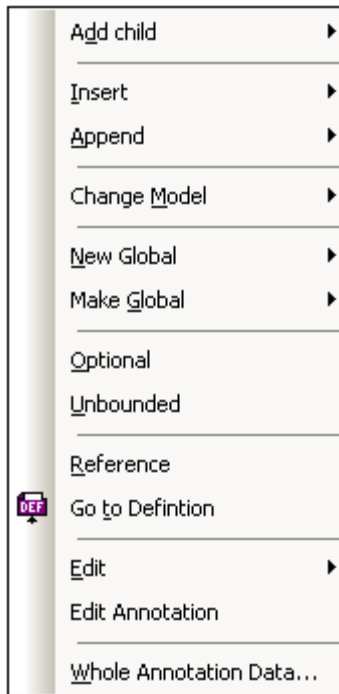 Add child
Insert
Append
Change Model
New Global
Make Global
Optional
Unbounded
Reference
DEF
Go to Defintion
Edit
Edit Annotation
Whole Annotation Data...